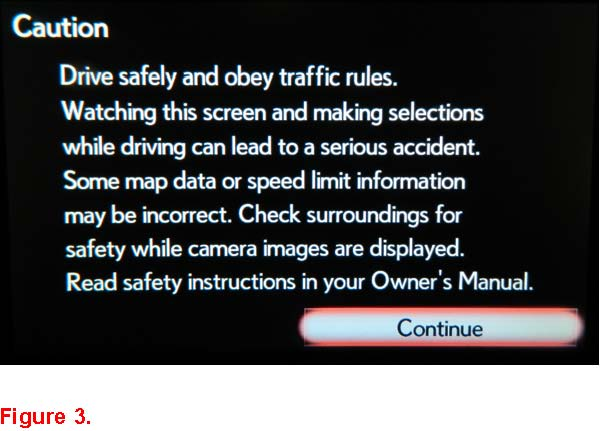 Caution
Drive safely and obey traffic rules.
Watching this screen and making selections
while driving can lead to a serious accident.
Some map data or speed limit information
may be incorrect. Check surroundings for
safety while camera images are displayed.
Read safety instructions in your Owner's Manual.
Continue
Figure 3.